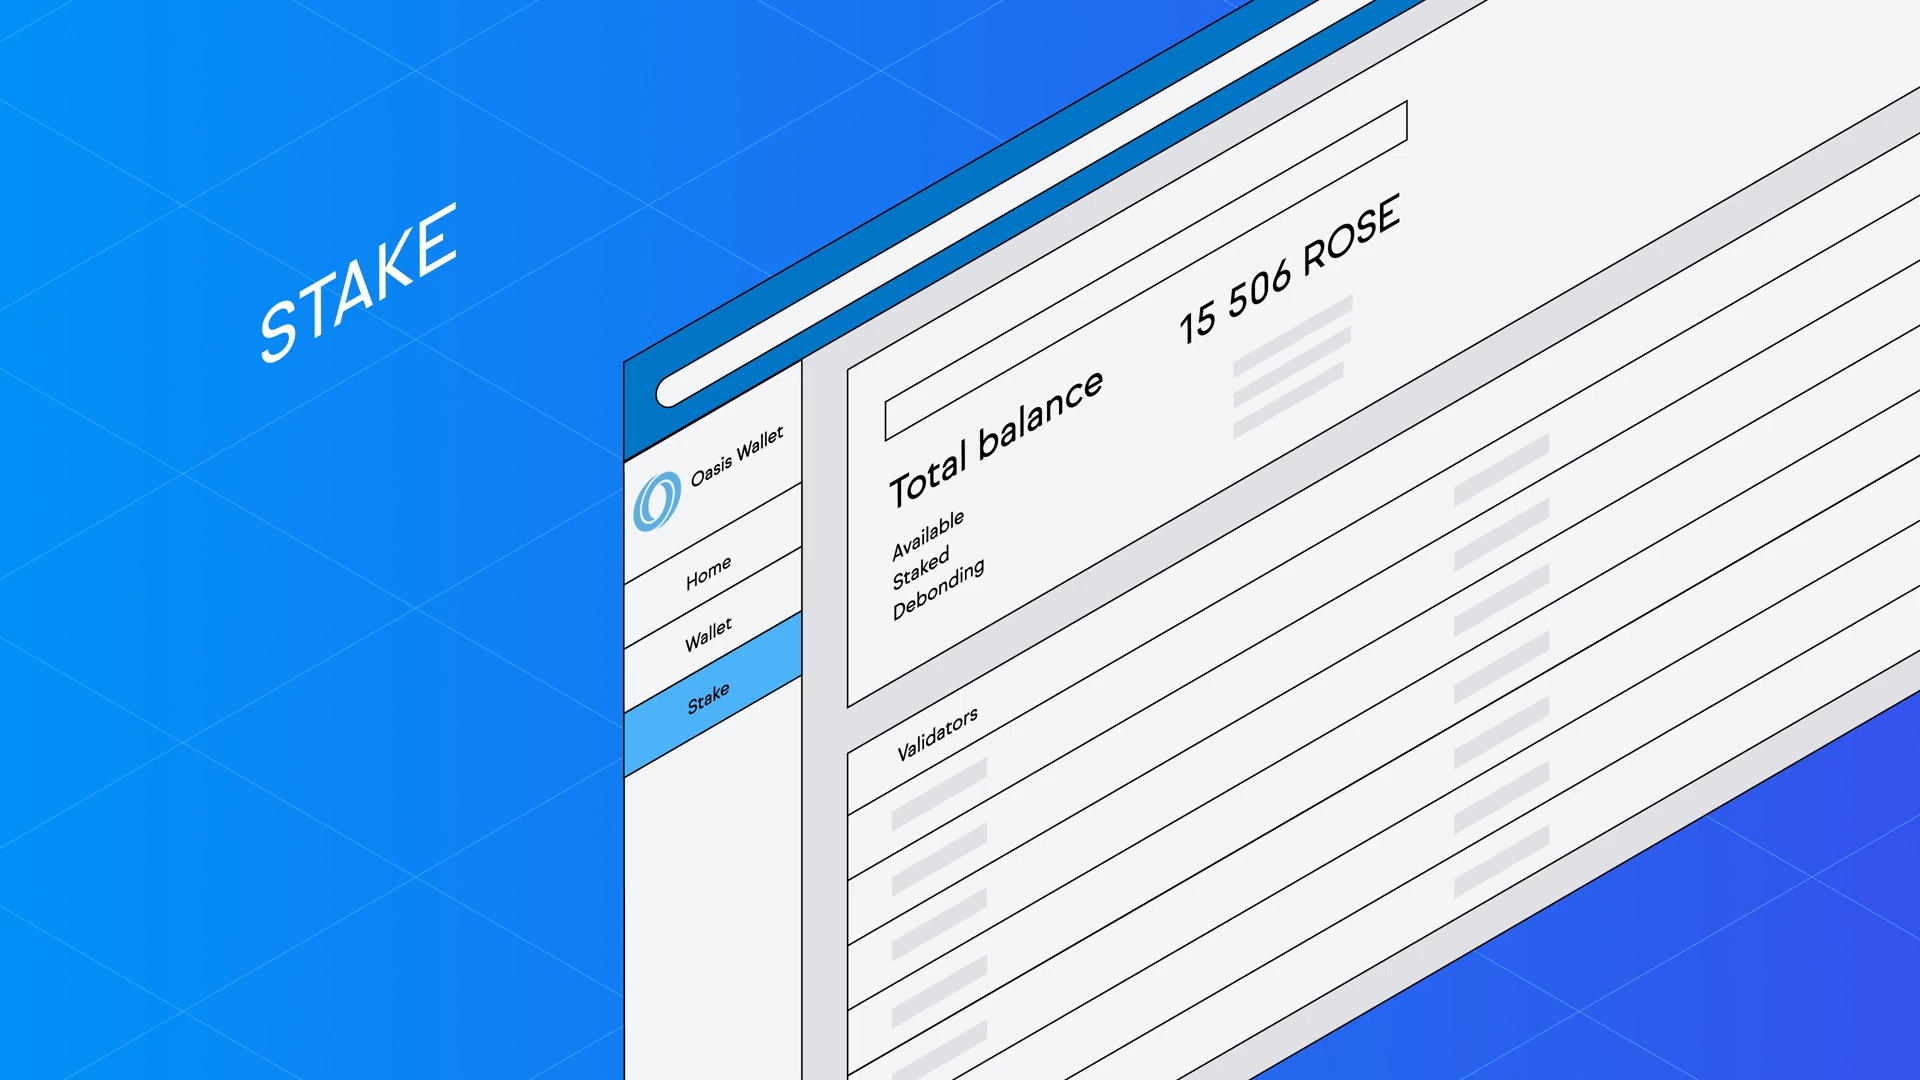 STAKE
Oasis Wallet
Home
Wallet
Stake
15 506 ROSE
Total balance
Available
Staked
Debonding
Validators